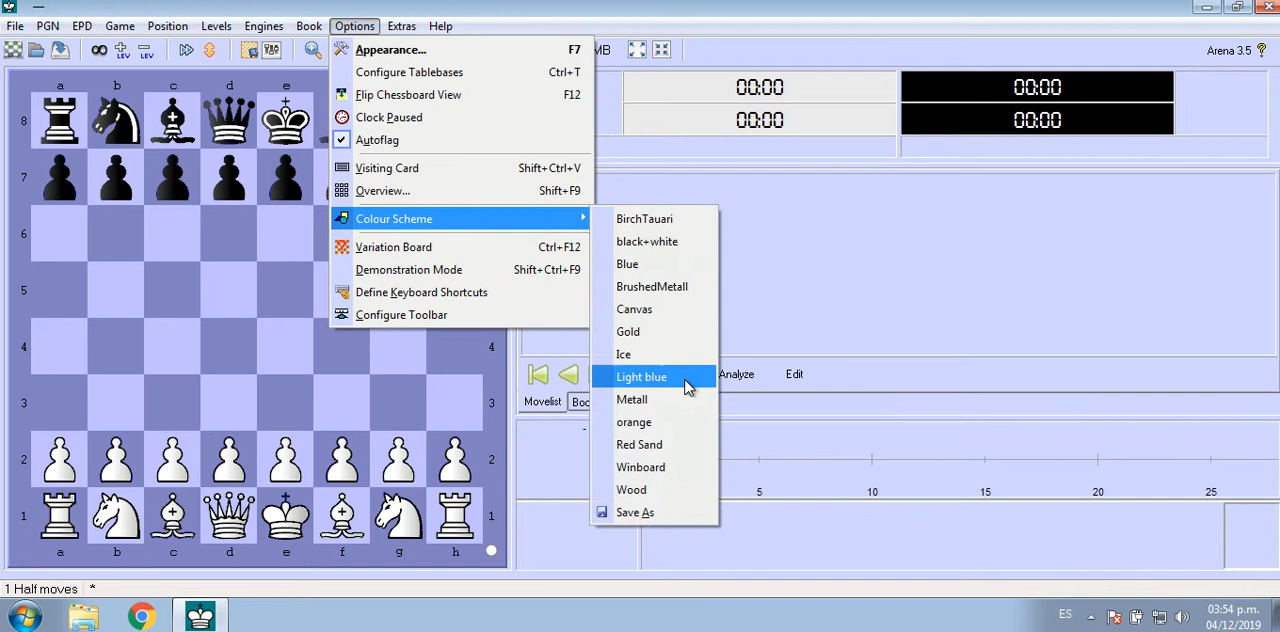 File PGN EPD Game Position Levels Engines Book Options Extras Help
LEV LEV MB Arena 3.5
Appearance... F7
Configure Tablebases Ctrl+T
Flip Chessboard View F12
Clock Paused
Autoflag
Visiting Card Shift+Ctrl+V
Overview... Shift+F9
Colour Scheme
Variation Board Ctrl+F12
Demonstration Mode Shift+Ctrl+F9
Define Keyboard Shortcuts
Configure Toolbar
BirchTauari
black+white
Blue
BrushedMetall
Canvas
Gold
Ice
Light blue
Metall
orange
Red Sand
Winboard
Wood
Save As
00:00 00:00
00:00 00:00
a b c d e
8
7
6
5
4 4
3 3
2 2
1 1
a b c d e f g h
Analyze Edit
Movelist
5 10 15 20 25
1 Half moves *
ES
03:54 p.m.
04/12/2019